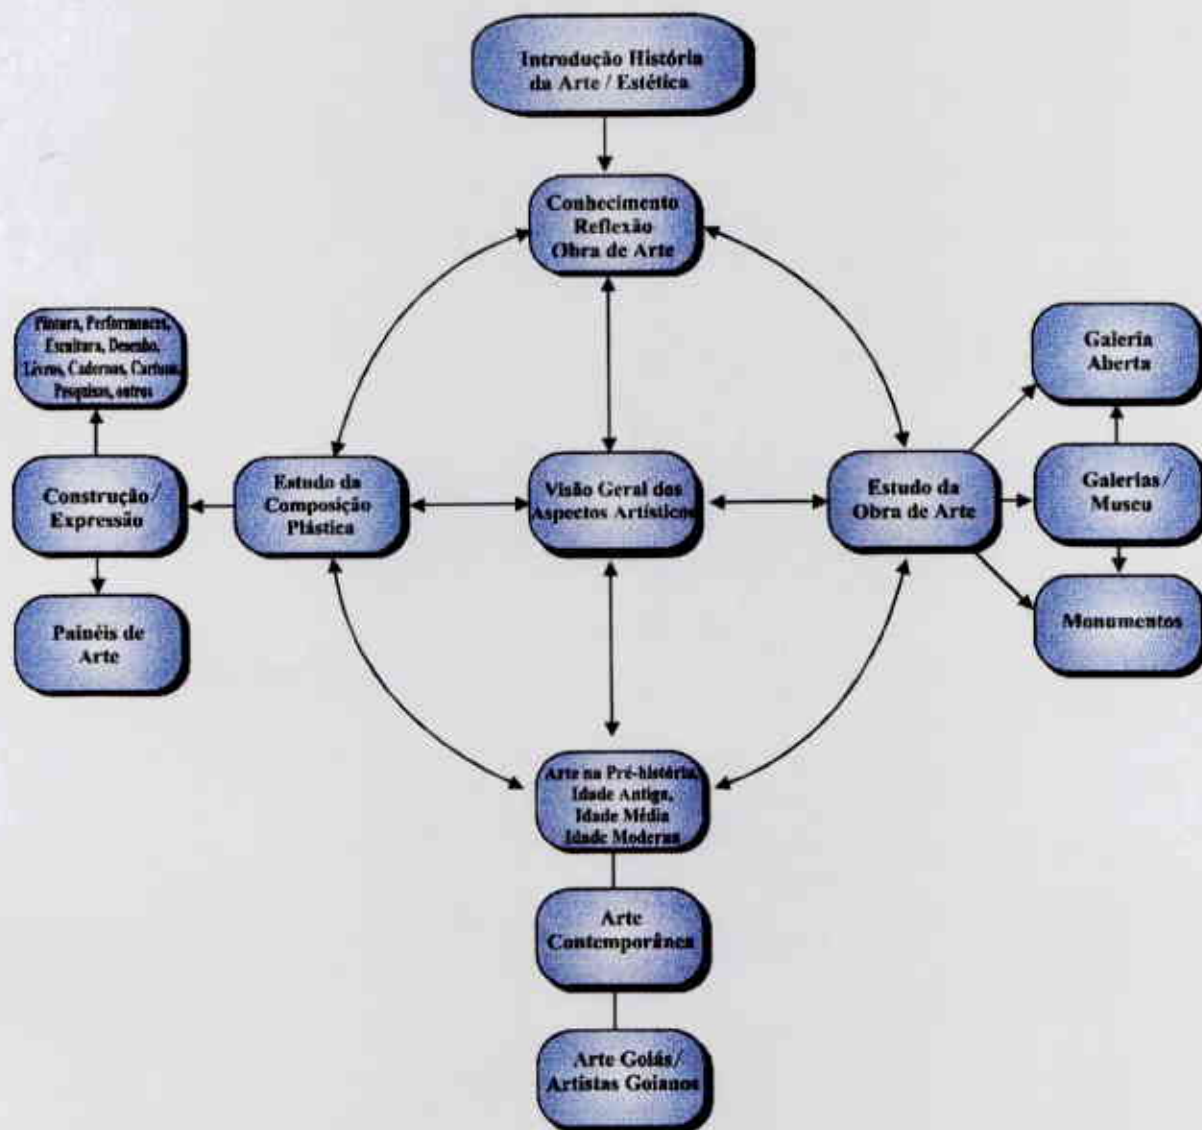 Introdução História
da Arte / Estética
Conhecimento
Reflexão
Obra de Arte
Pintura, Performances,
Escultura, Desenho,
Livros, Cadernos, Cartuns,
Pesquisas, outros
Construção/
Expressão
Painéis de
Arte
Estudo da
Composição
Plástica
Visão Geral dos
Aspectos Artísticos
Estudo da
Obra de Arte
Galeria
Aberta
Galerias/
Museu
Monumentos
Arte na Pré-história,
Idade Antiga,
Idade Média
Idade Moderna
Arte
Contemporânea
Arte Goiás/
Artistas Goianos